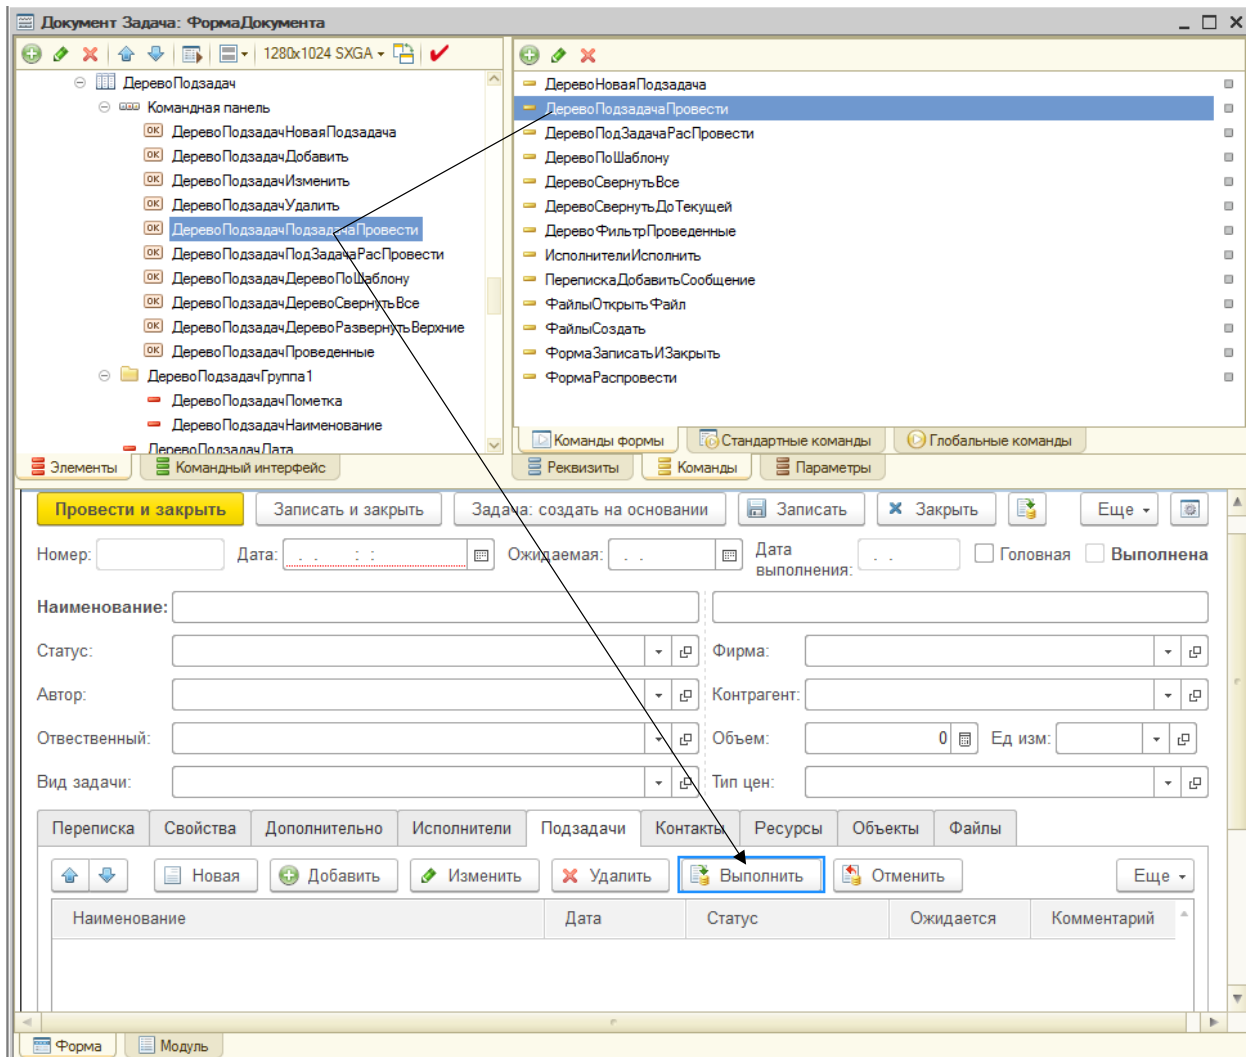 Документ Задача: ФормаДокумента
1280x1024 SXGA
ДеревоПодзадач
Командная панель
ДеревоПодзадачНоваяПодзадача
ДеревоПодзадачДобавить
ДеревоПодзадачИзменить
ДеревоПодзадачУдалить
ДеревоПодзадачПодзадачаПровести
ДеревоПодзадачПодЗадачаРасПровести
ДеревоПодзадачДеревоПоШаблону
ДеревоПодзадачДеревоСвернутьВсе
ДеревоПодзадачДеревоРазвернутьВерхние
ДеревоПодзадачПроведенные
ДеревоПодзадачГруппа1
ДеревоПодзадачПометка
ДеревоПодзадачНаименование
ДеревоПодзадачДата
Элементы Командный интерфейс
ДеревоНоваяПодзадача
ДеревоПодзадачаПровести
ДеревоПодЗадачаРасПровести
ДеревоПоШаблону
ДеревоСвернутьВсе
ДеревоСвернутьДоТекущей
ДеревоФильтрПроведенные
ИсполнителиИсполнить
ПерепискаДобавитьСообщение
ФайлыОткрытьФайл
ФайлыСоздать
ФормаЗаписатьИЗакрыть
ФормаРаспровести
Команды формы Стандартные команды Глобальные команды
Реквизиты Команды Параметры
Провести и закрыть Записать и закрыть Задача: создать на основании Записать Закрыть Еще
Номер: Дата: . . : : Ожидаемая: . . Дата выполнения: . . Головная Выполнена
Наименование:
Статус: Фирма:
Автор: Контрагент:
Отвественный: Объем: 0 Ед изм:
Вид задачи: Тип цен:
Переписка Свойства Дополнительно Исполнители Подзадачи Контакты Ресурсы Объекты Файлы
Новая Добавить Изменить Удалить Выполнить Отменить Еще
Наименование Дата Статус Ожидается Комментарий
Форма Модуль